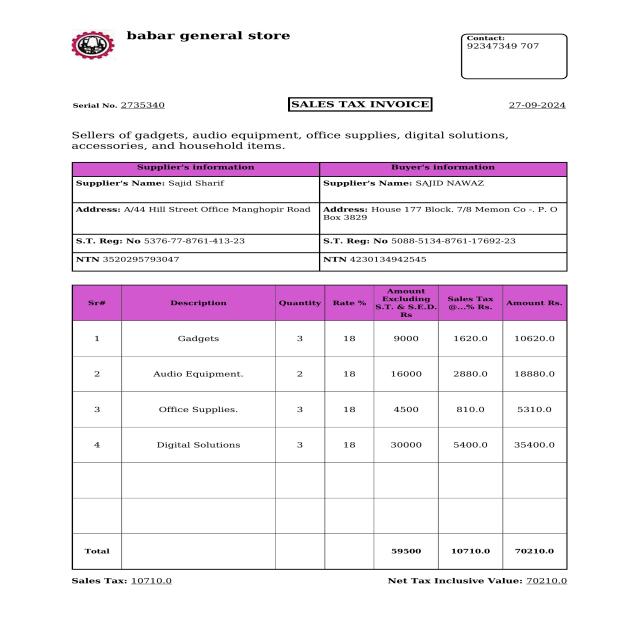 babar general store
Contact:
92347349 707
Serial No. 2735340
SALES TAX INVOICE
27-09-2024
Sellers of gadgets, audio equipment, office supplies, digital solutions,
accessories, and household items.
Supplier's information Buyer's information
Supplier's Name: Sajid Sharif Supplier's Name: SAJID NAWAZ
Address: A/44 Hill Street Office Manghopir Road Address: House 177 Block. 7/8 Memon Co -. P. O
Box 3829
S.T. Reg: No 5376-77-8761-413-23 S.T. Reg: No 5088-5134-8761-17692-23
NTN 3520295793047 NTN 4230134942545
Sr# Description Quantity Rate % Amount Excluding S.T. & S.E.D. Rs Sales Tax @...% Rs. Amount Rs.
1 Gadgets 3 18 9000 1620.0 10620.0
2 Audio Equipment. 2 18 16000 2880.0 18880.0
3 Office Supplies. 3 18 4500 810.0 5310.0
4 Digital Solutions 3 18 30000 5400.0 35400.0
Total 59500 10710.0 70210.0
Sales Tax: 10710.0 Net Tax Inclusive Value: 70210.0